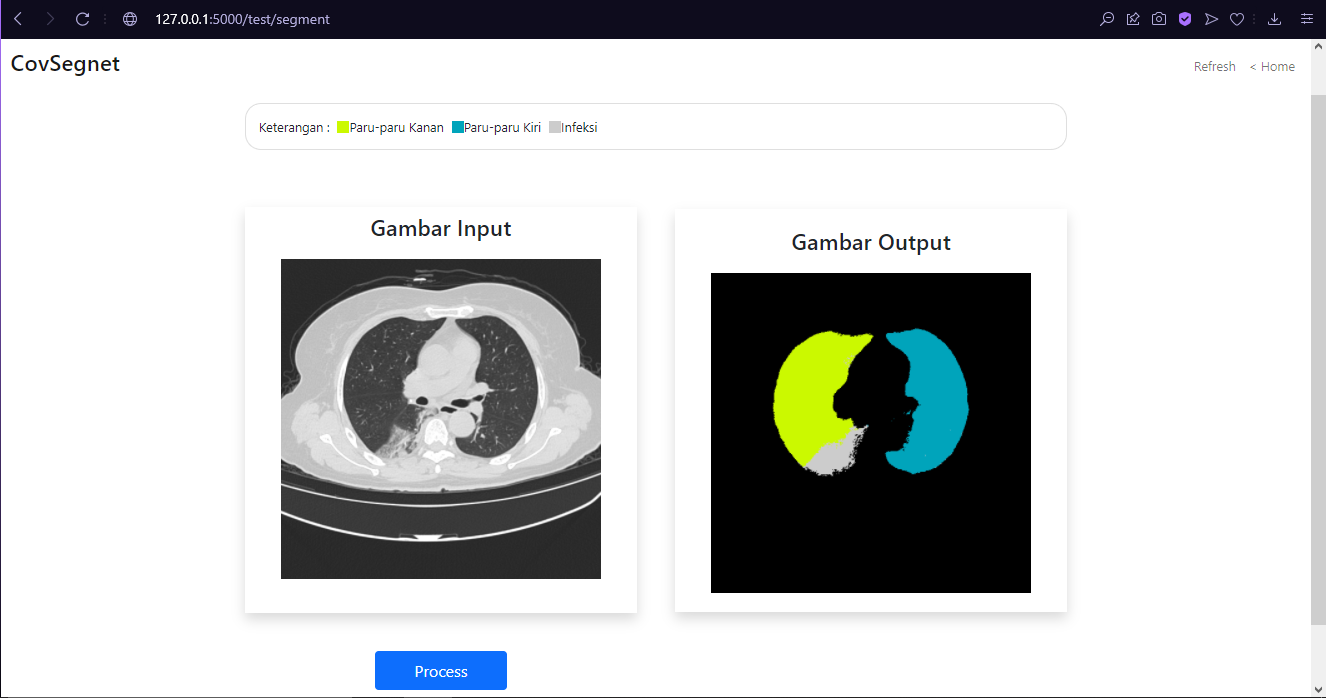 127.0.0.1:5000/test/segment
CovSegnet
Refresh < Home
Keterangan : Paru-paru Kanan Paru-paru Kiri Infeksi
Gambar Input
Gambar Output
Process